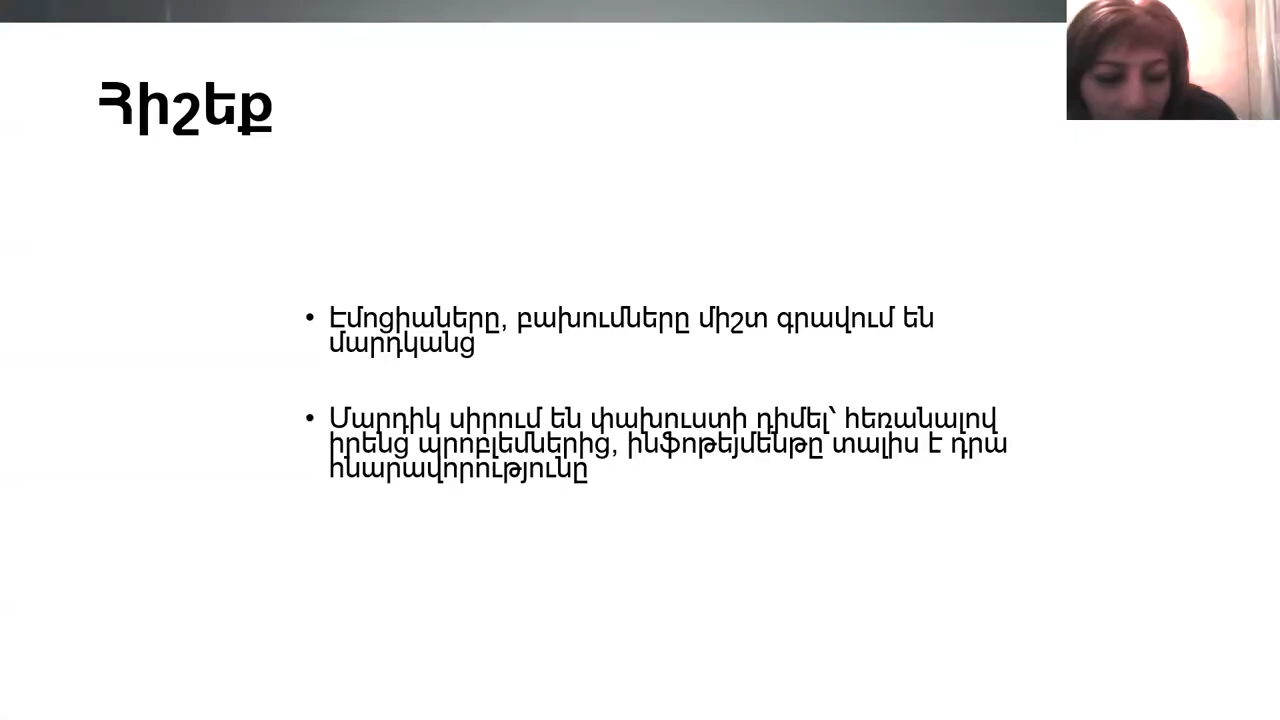 Հիշեք
• Էմոցիաները, բախումները միշտ գրավում են
մարդկանց
• Մարդիկ սիրում են փախուստի դիմել՝ հեռանալով
իրենց պրոբլեմներից, ինֆոթեյմենթը տալիս է դրա
հնարավորությունը